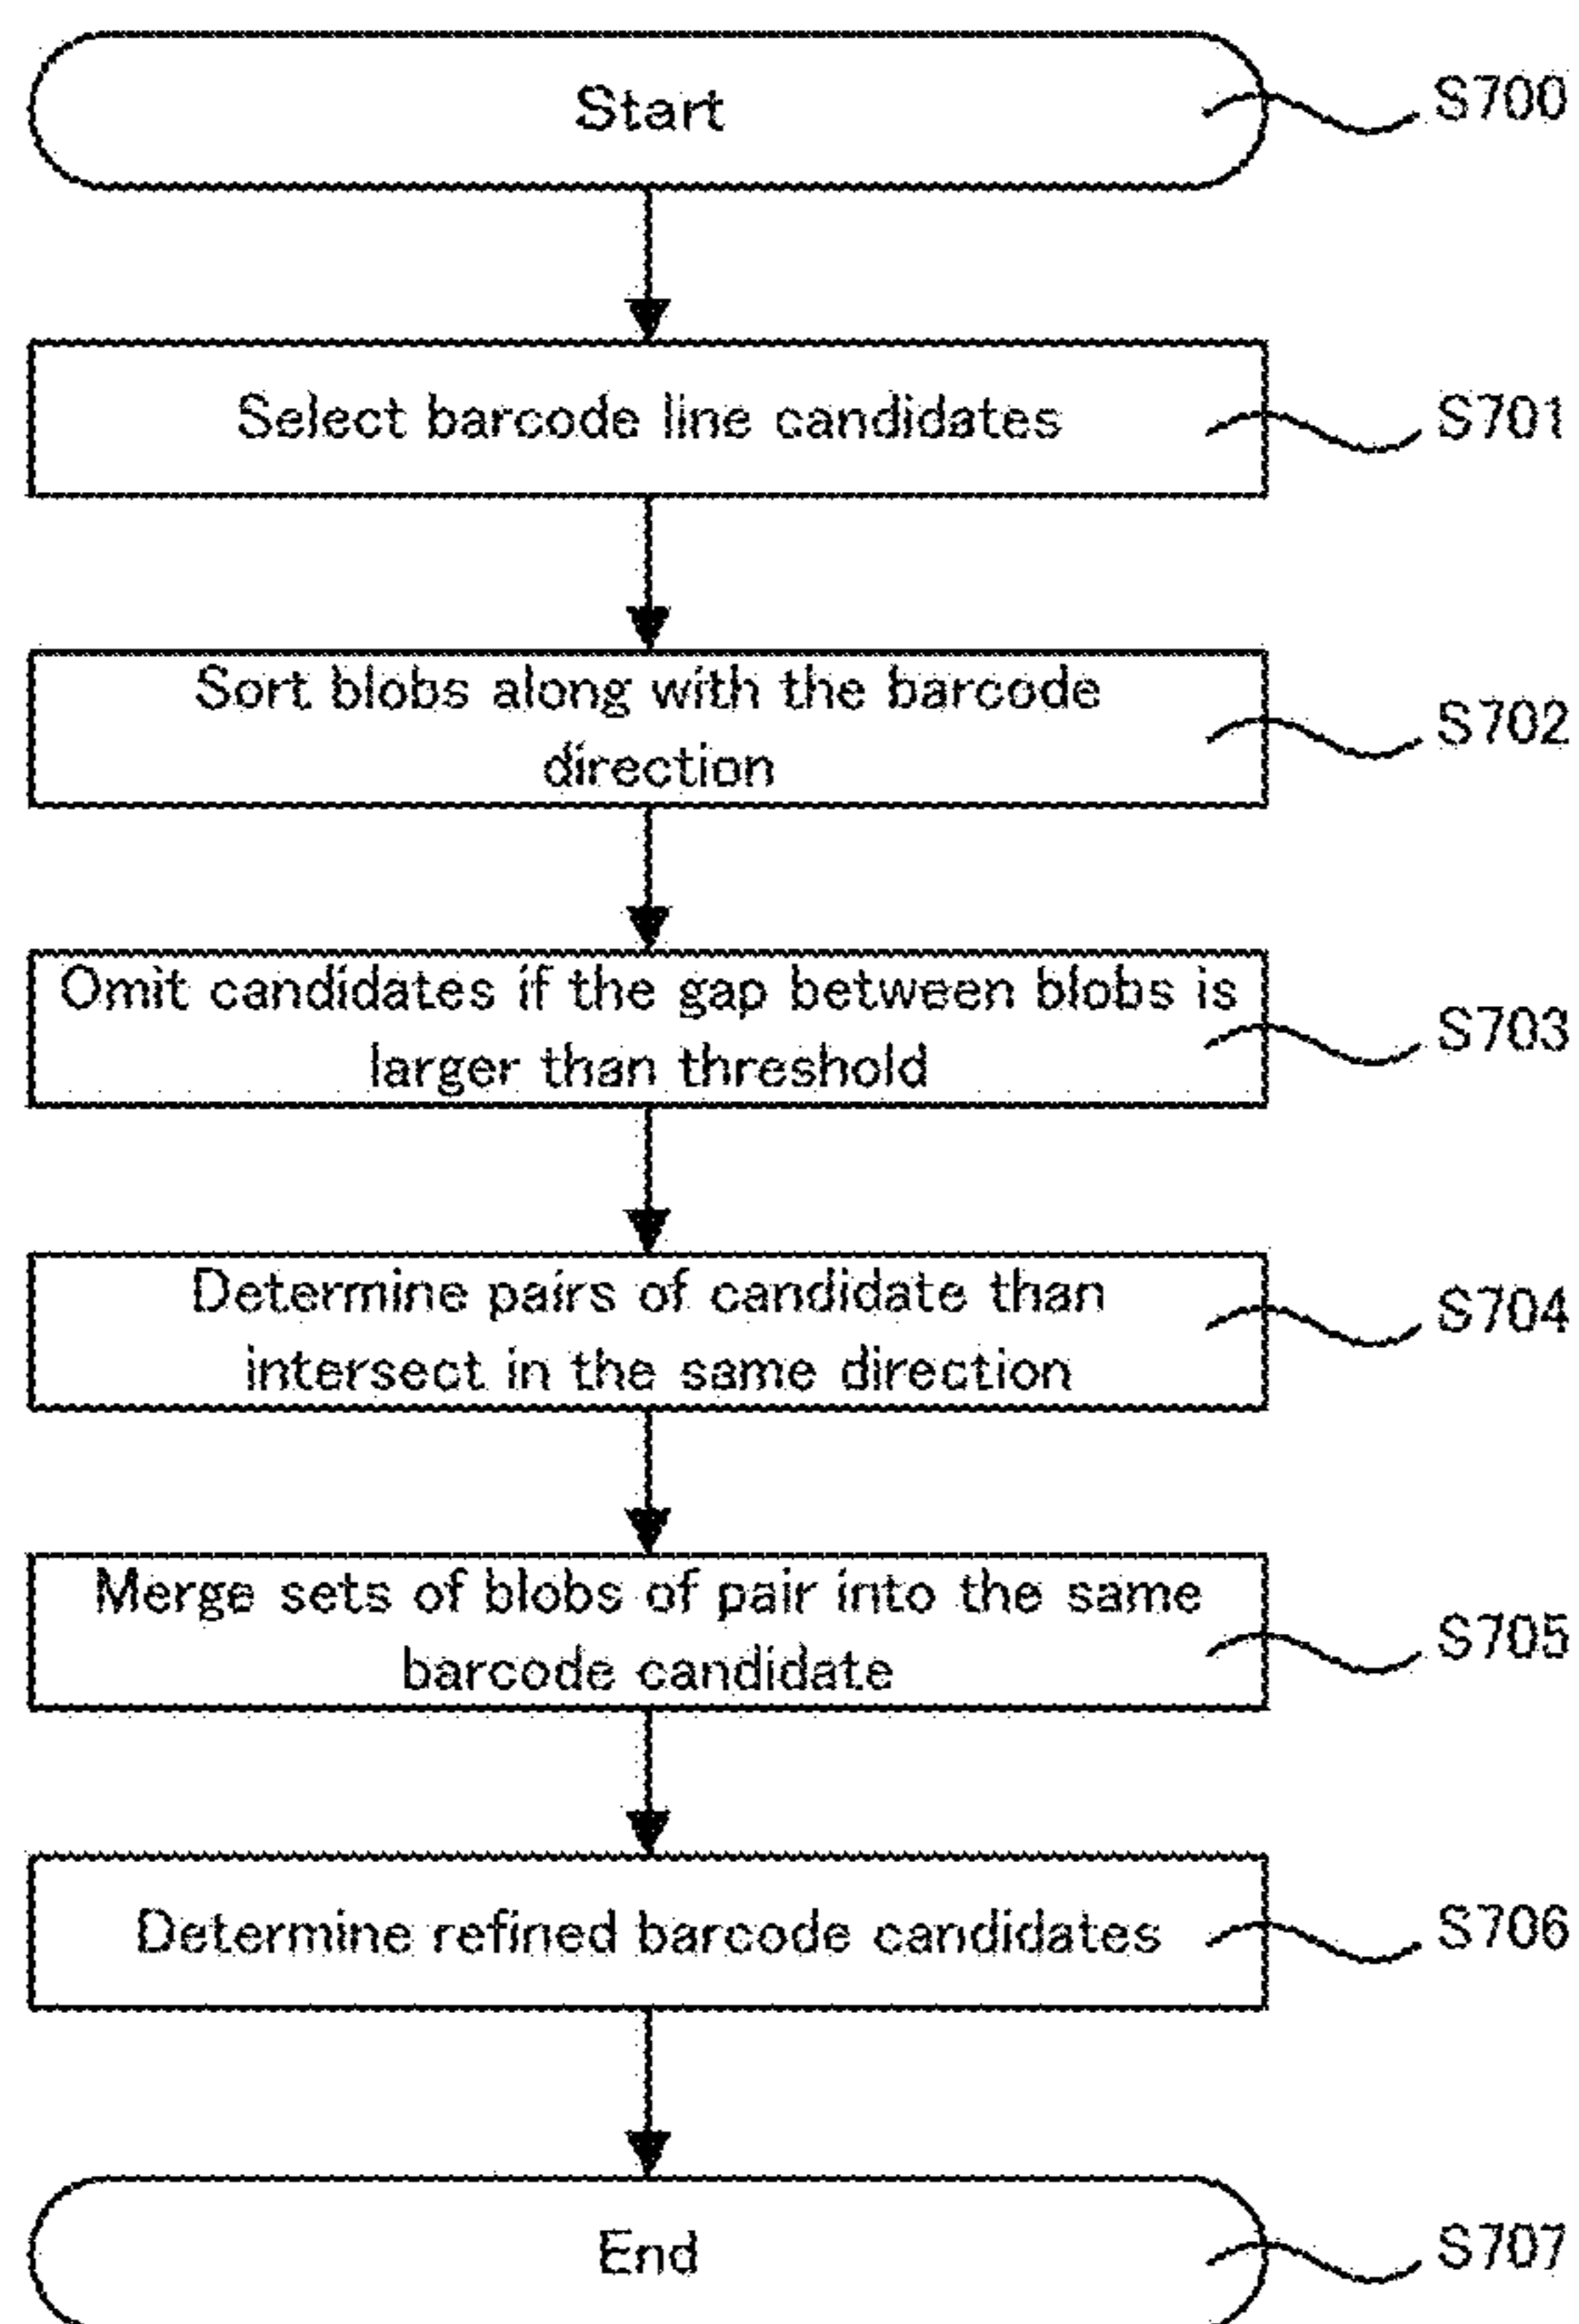 Start
S700
Select barcode line candidates
S701
Sort blobs along with the barcode
direction
S702
Omit candidates if the gap between blobs is
larger than threshold
S703
Determine pairs of candidate than
intersect in the same direction
S704
Merge sets of blobs of pair into the same
barcode candidate
S705
Determine refined barcode candidates
S706
End
S707